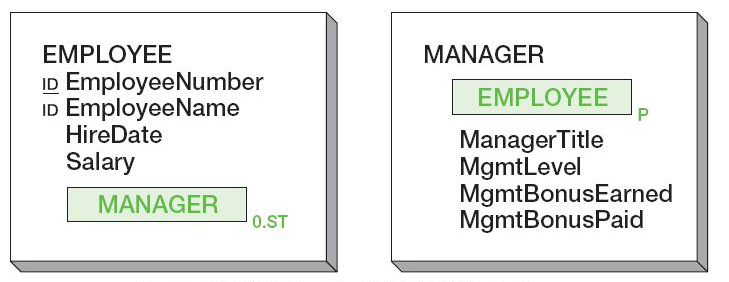 EMPLOYEE
ID EmployeeNumber
ID EmployeeName
HireDate
Salary
MANAGER
0.ST
MANAGER
EMPLOYEE
P
ManagerTitle
MgmtLevel
MgmtBonusEarned
MgmtBonusPaid